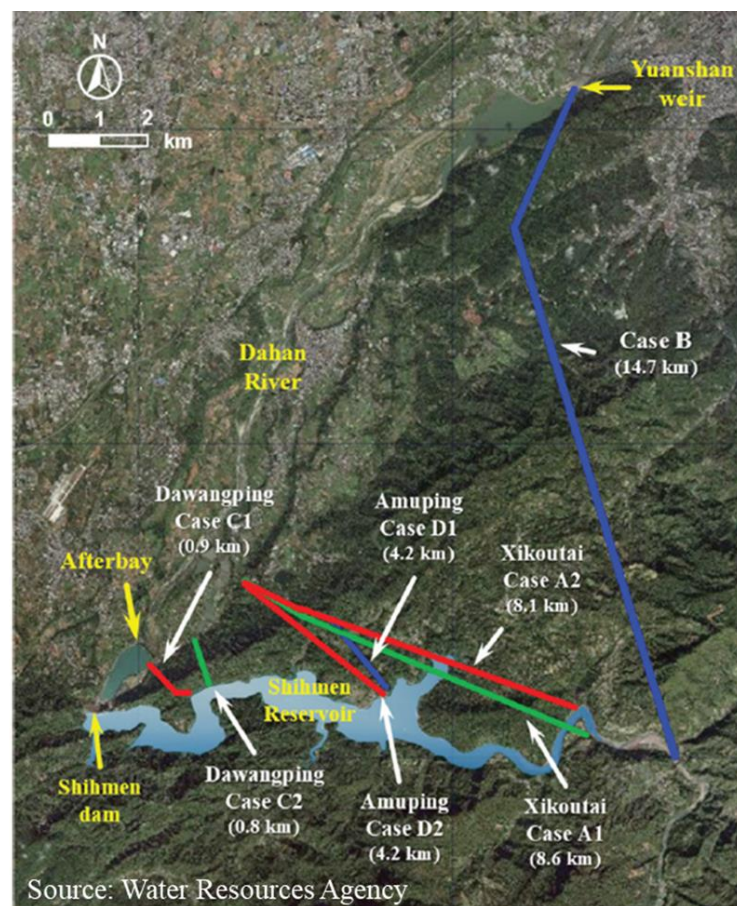 N
0 1 2
km
Yuanshan
weir
Case B
(14.7 km)
Dahan
River
Dawangping
Case C1
(0.9 km)
Amuping
Case D1
(4.2 km)
Xikoutai
Case A2
(8.1 km)
Afterbay
Shihmen
Reservoir
Shihmen
dam
Dawangping
Case C2
(0.8 km)
Amuping
Case D2
(4.2 km)
Xikoutai
Case A1
(8.6 km)
Source: Water Resources Agency